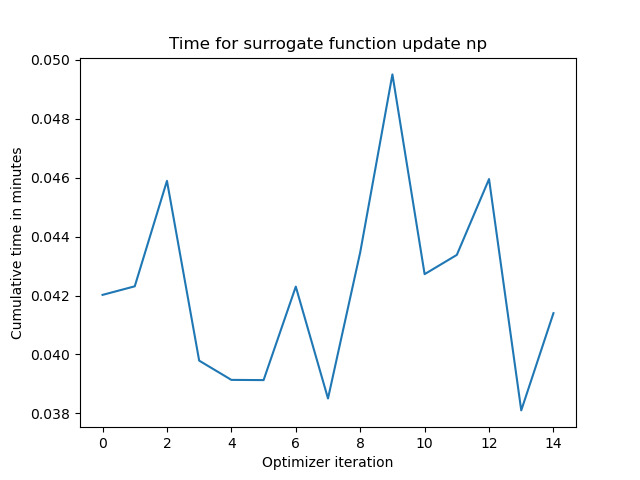 Time for surrogate function update np
Cumulative time in minutes
0.050
0.048
0.046
0.044
0.042
0.040
0.038
0 2 4 6 8 10 12 14
Optimizer iteration